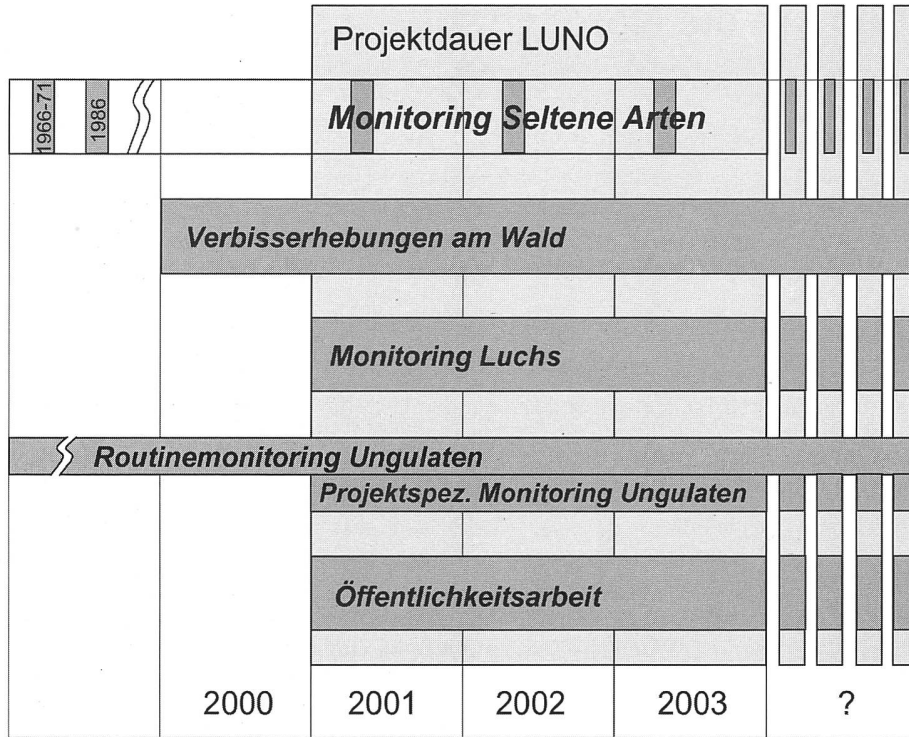 Projektdauer LUNO
1966-71
1986
Monitoring Seltene Arten
Verbisserhebungen am Wald
Monitoring Luchs
Routinemonitoring Ungulaten
Projektspez. Monitoring Ungulaten
Öffentlichkeitsarbeit
2000 2001 2002 2003 ?